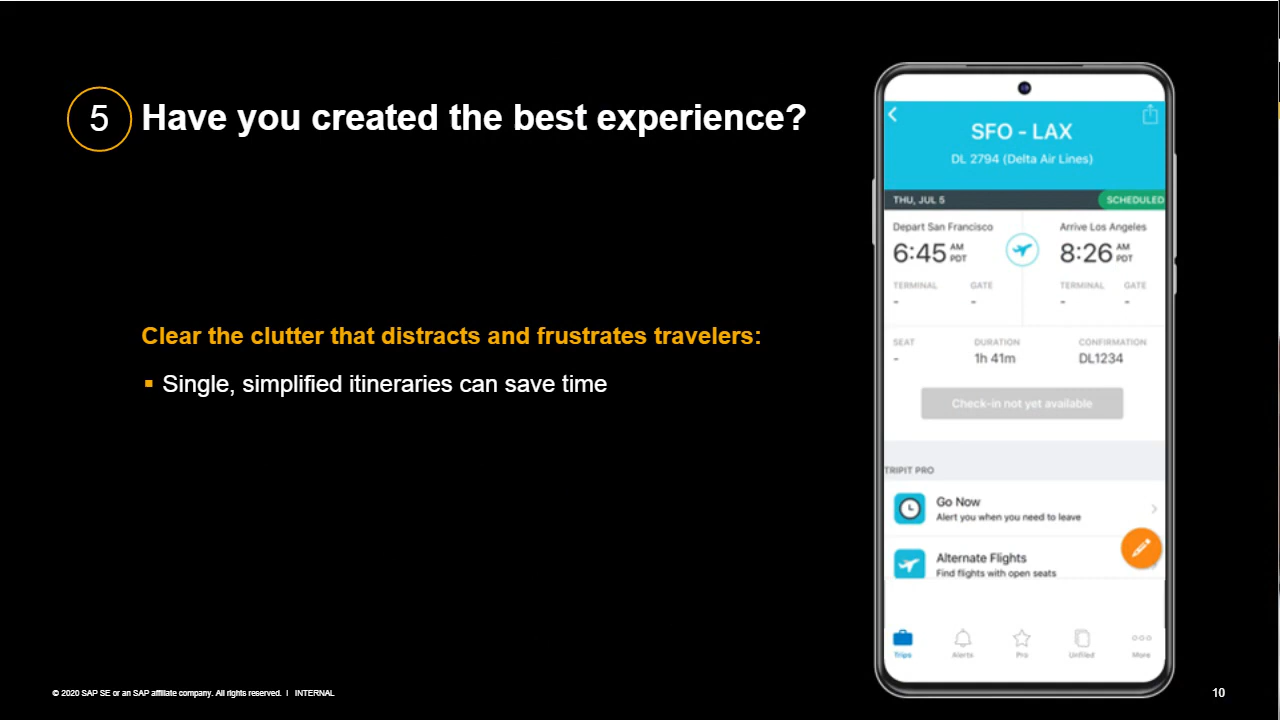 5
Have you created the best experience?
Clear the clutter that distracts and frustrates travelers:
Single, simplified itineraries can save time
SFO - LAX
DL 2794 (Delta Air Lines)
THU, JUL 5
SCHEDULED
Depart San Francisco
Arrive Los Angeles
6:45 AM PDT
8:26 AM PDT
TERMINAL GATE
TERMINAL GATE
- -
- -
SEAT DURATION CONFIRMATION
- 1h 41m DL1234
Check-in not yet available
TRIPIT PRO
Go Now
Alert you when you need to leave
Alternate Flights
Find flights with open seats
Trips Alerts Pro Unfiled More
© 2020 SAP SE or an SAP affiliate company. All rights reserved. | INTERNAL
10